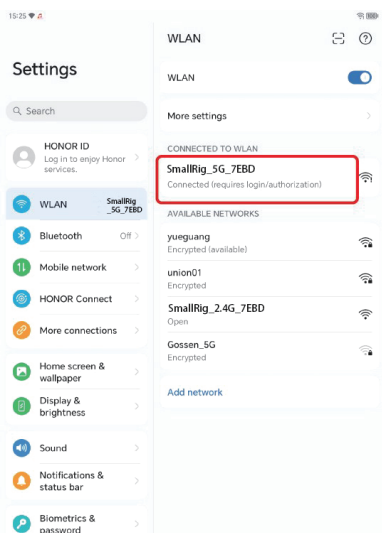 15:25
Settings
Search
HONOR ID
Log in to enjoy Honor
services.
WLAN
SmallRig
_5G_7EBD
Bluetooth
Off
Mobile network
HONOR Connect
More connections
Home screen &
wallpaper
Display &
brightness
Sound
Notifications &
status bar
Biometrics &
password
WLAN
WLAN
More settings
CONNECTED TO WLAN
SmallRig_5G_7EBD
Connected (requires login/authorization)
AVAILABLE NETWORKS
yueguang
Encrypted (available)
union01
Encrypted
SmallRig_2.4G_7EBD
Open
Gossen_5G
Encrypted
Add network